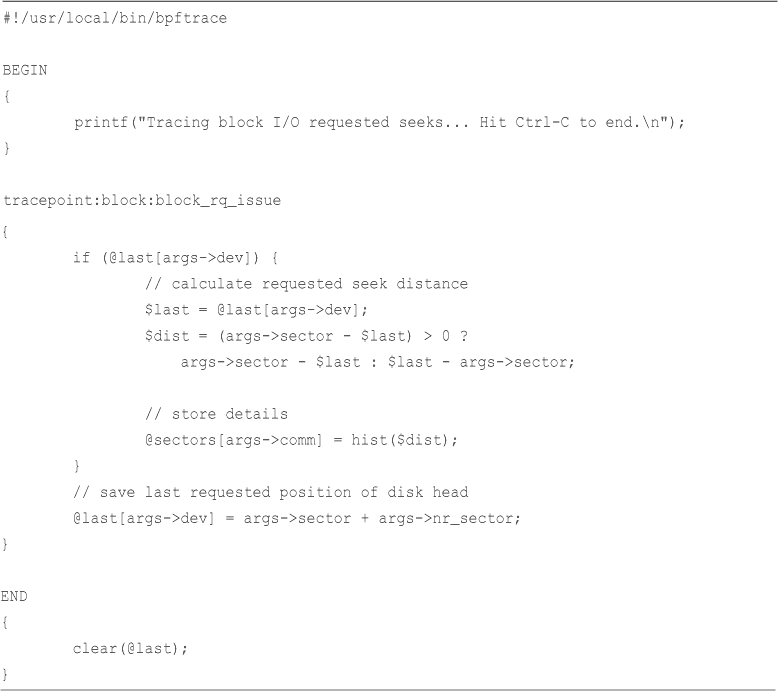 #!/usr/local/bin/bpftrace

BEGIN
{
        printf("Tracing block I/O requested seeks... Hit Ctrl-C to end.\n");
}

tracepoint:block:block_rq_issue
{
        if (@last[args->dev]) {
                // calculate requested seek distance
                $last = @last[args->dev];
                $dist = (args->sector - $last) > 0 ?
                    args->sector - $last : $last - args->sector;

                // store details
                @sectors[args->comm] = hist($dist);
        }
        // save last requested position of disk head
        @last[args->dev] = args->sector + args->nr_sector;
}

END
{
        clear(@last);
}